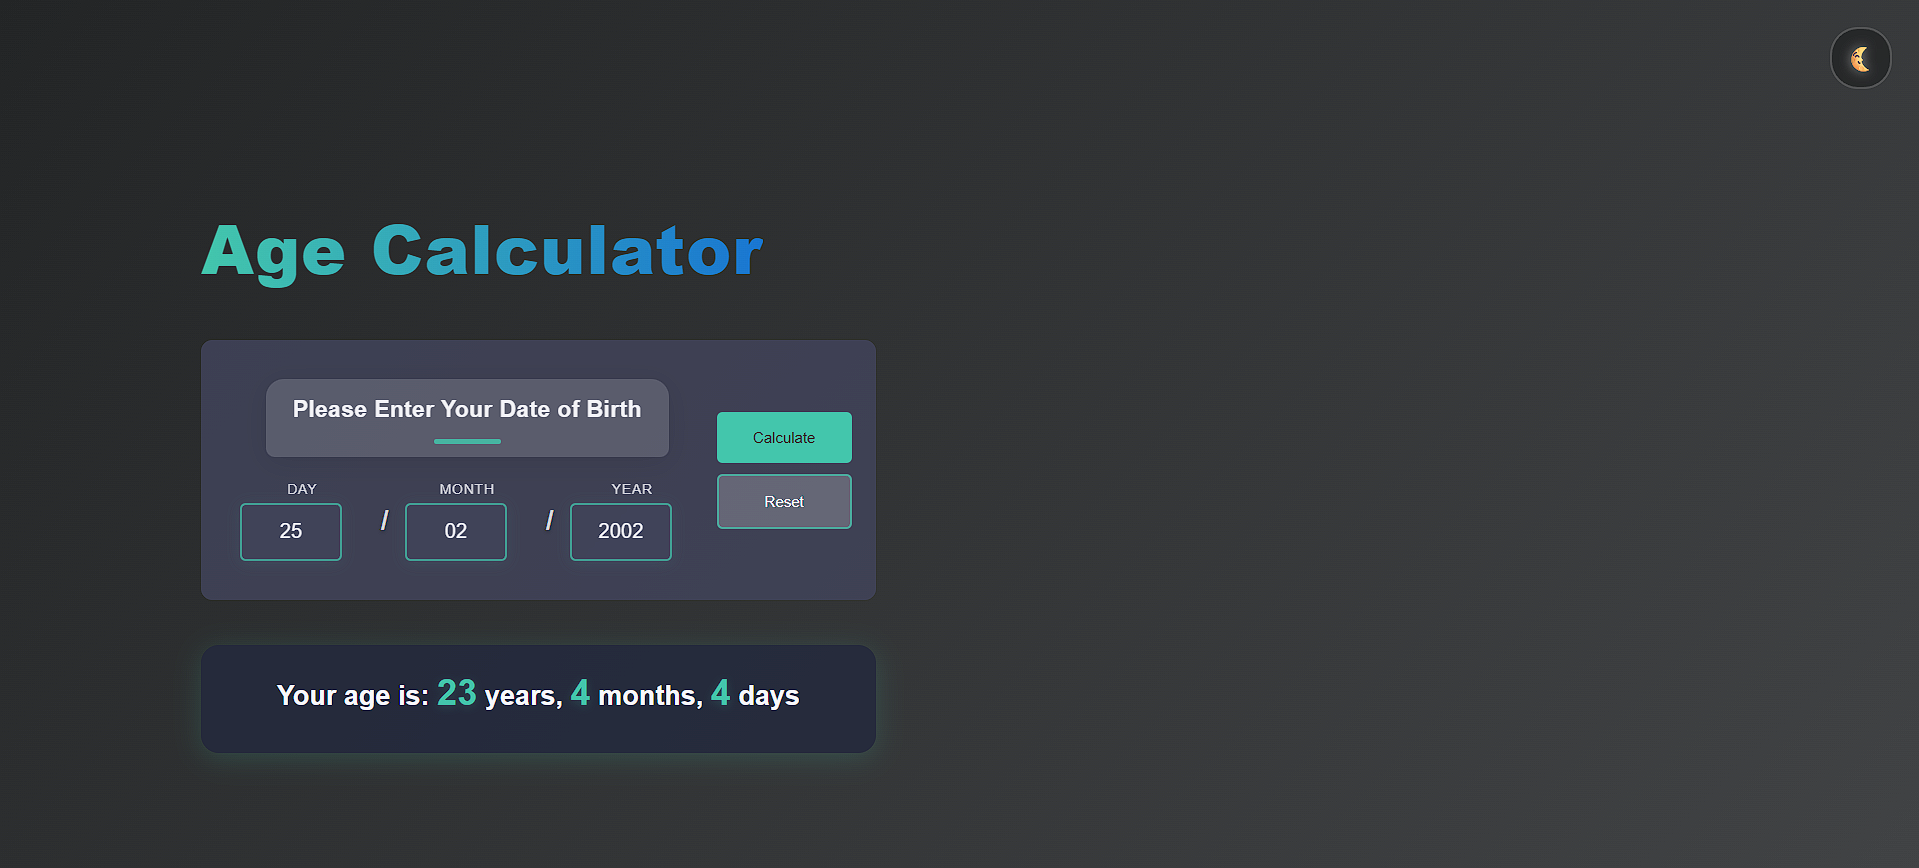 Age Calculator
Please Enter Your Date of Birth
DAY MONTH YEAR
25 / 02 / 2002
Calculate
Reset
Your age is: 23 years, 4 months, 4 days